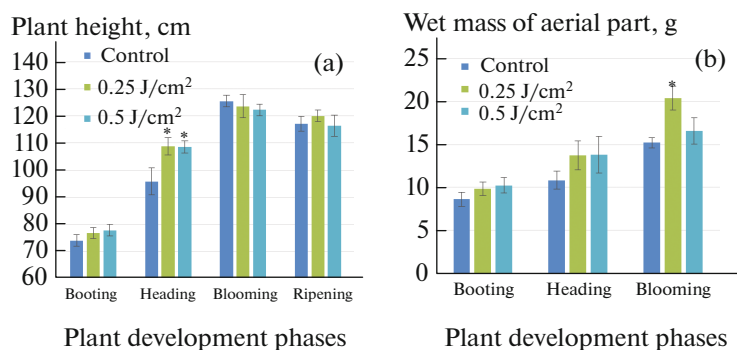 Plant height, cm
(a)
Control
0.25 J/cm²
0.5 J/cm²
140
130
120
110
100
90
80
70
60
* *
Booting Heading Blooming Ripening
Plant development phases
Wet mass of aerial part, g
(b)
Control
0.25 J/cm²
0.5 J/cm²
25
20
15
10
5
0
*
Booting Heading Blooming
Plant development phases